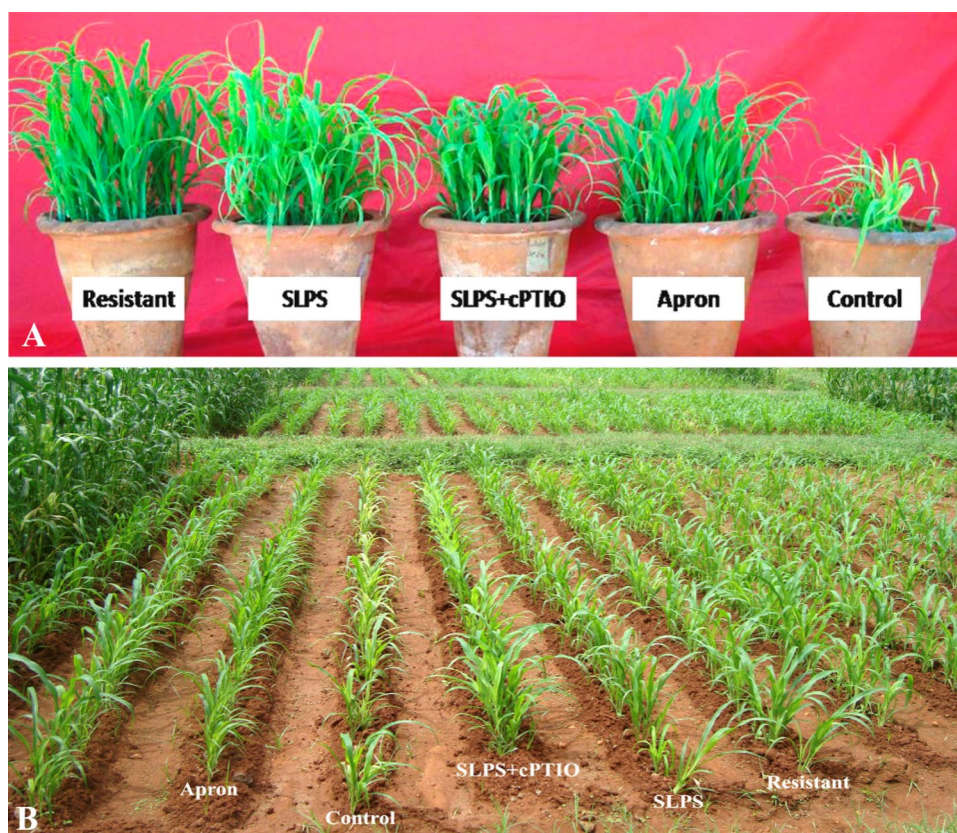 Resistant
SLPS
SLPS+cPTIO
Apron
Control
A
Apron
Control
SLPS+cPTIO
SLPS
Resistant
B